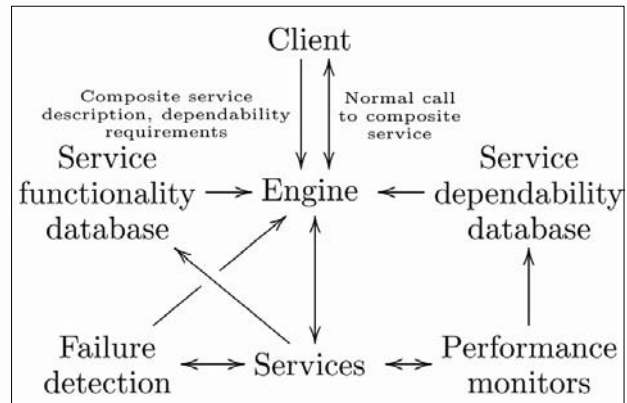 Client
Composite service
description, dependability
requirements
Normal call
to composite
service
Service
functionality
database
Engine
Service
dependability
database
Failure
detection
Services
Performance
monitors